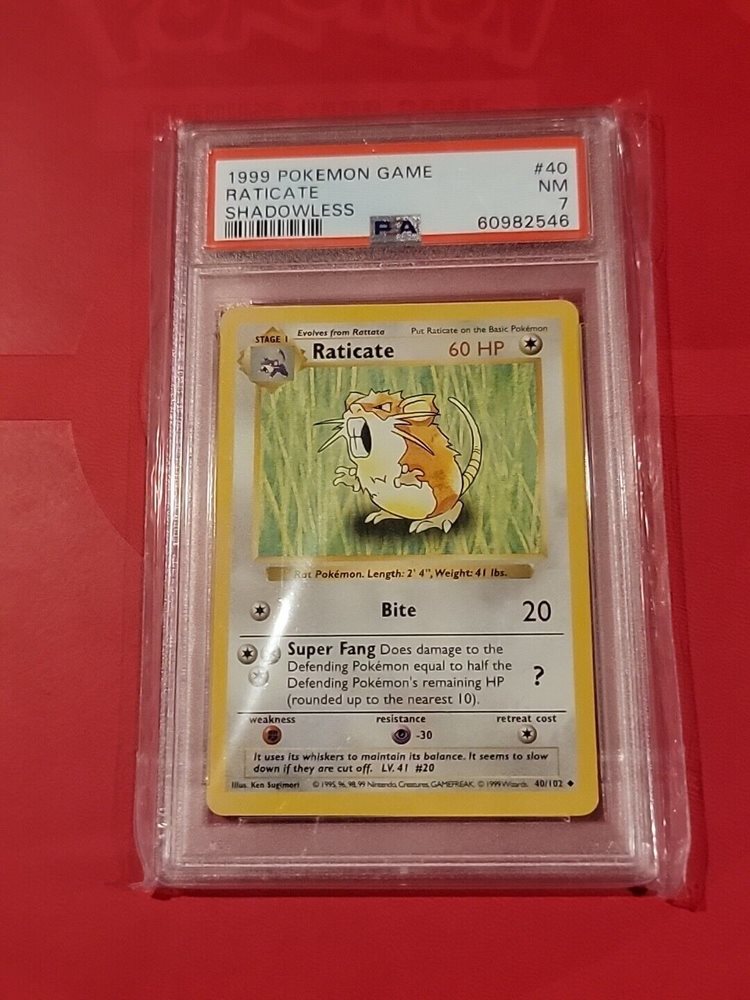 1999 POKEMON GAME #40
RATICATE NM
SHADOWLESS 7
60982546
STAGE 1 Evolves from Rattata Put Raticate on the Basic Pokémon
Raticate 60 HP
Rat Pokémon. Length: 2' 4", Weight: 41 lbs.
Bite 20
Super Fang Does damage to the
Defending Pokémon equal to half the
Defending Pokémon's remaining HP ?
(rounded up to the nearest 10).
weakness resistance retreat cost
-30
It uses its whiskers to maintain its balance. It seems to slow
down if they are cut off. LV. 41 #20
Illus. Ken Sugimori © 1995, 96, 98, 99 Nintendo, Creatures, GAMEFREAK. © 1999 Wizards. 40/102